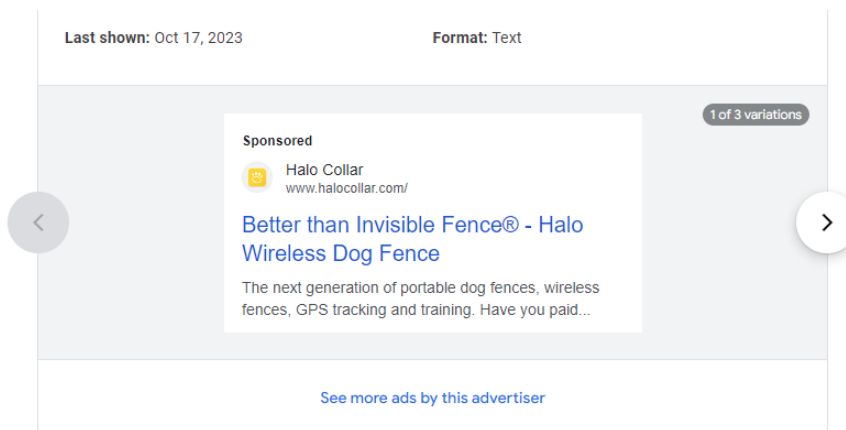 Last shown: Oct 17, 2023
Format: Text
1 of 3 variations
Sponsored
Halo Collar
www.halocollar.com/
Better than Invisible Fence® - Halo
Wireless Dog Fence
The next generation of portable dog fences, wireless
fences, GPS tracking and training. Have you paid...
See more ads by this advertiser